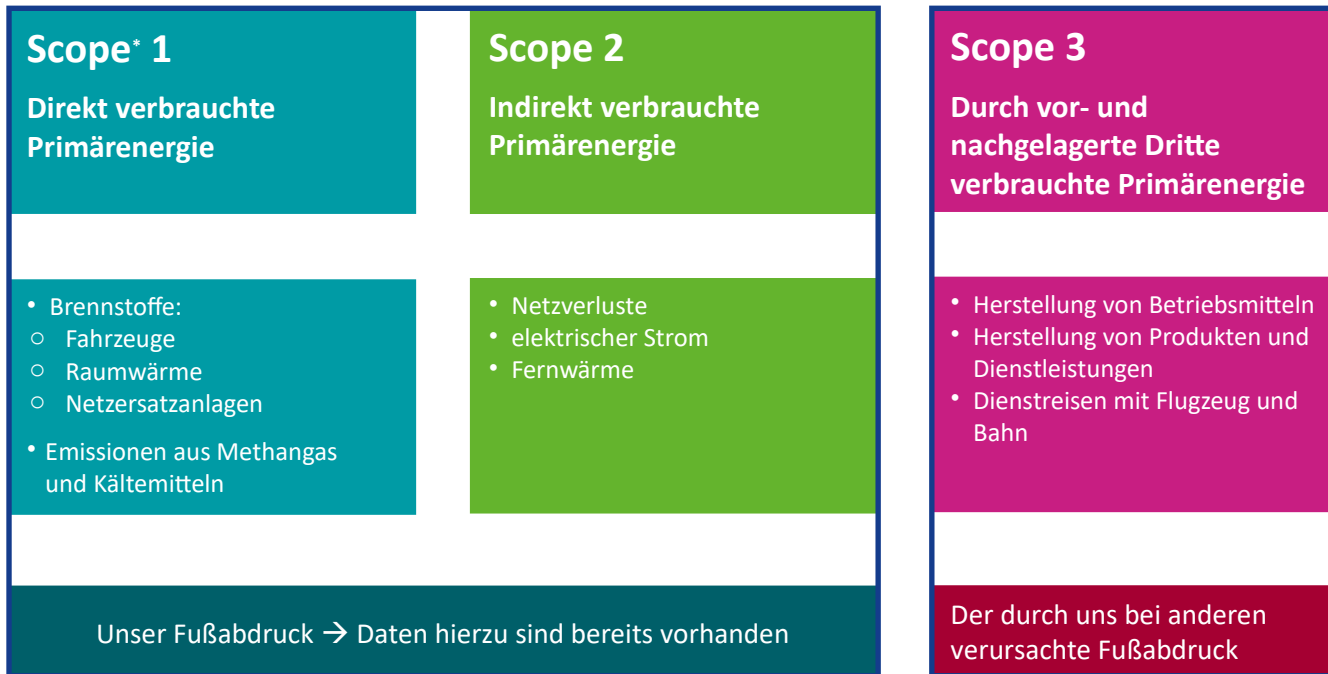 Scope* 1
Direkt verbrauchte
Primärenergie
• Brennstoffe:
○ Fahrzeuge
○ Raumwärme
○ Netzersatzanlagen
• Emissionen aus Methangas
und Kältemitteln
Scope 2
Indirekt verbrauchte
Primärenergie
• Netzverluste
• elektrischer Strom
• Fernwärme
Unser Fußabdruck → Daten hierzu sind bereits vorhanden
Scope 3
Durch vor- und
nachgelagerte Dritte
verbrauchte Primärenergie
• Herstellung von Betriebsmitteln
• Herstellung von Produkten und
Dienstleistungen
• Dienstreisen mit Flugzeug und
Bahn
Der durch uns bei anderen
verursachte Fußabdruck